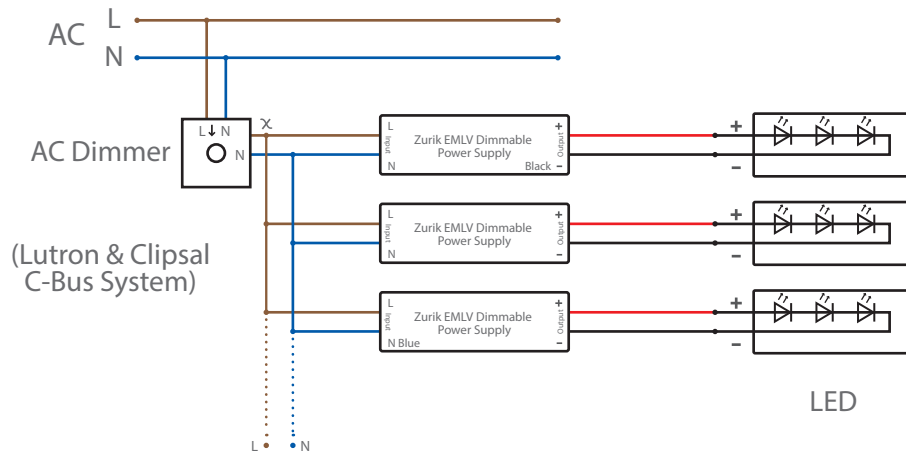 AC
L
N
L ↓ N
χ
N
AC Dimmer
(Lutron & Clipsal
C-Bus System)
L
Input
N
Zurik EMLV Dimmable
Power Supply
Black
+
Output
–
+
–
L
Input
N
Zurik EMLV Dimmable
Power Supply
+
Output
–
+
–
L
Input
N Blue
Zurik EMLV Dimmable
Power Supply
+
Output
–
+
–
LED
L
N